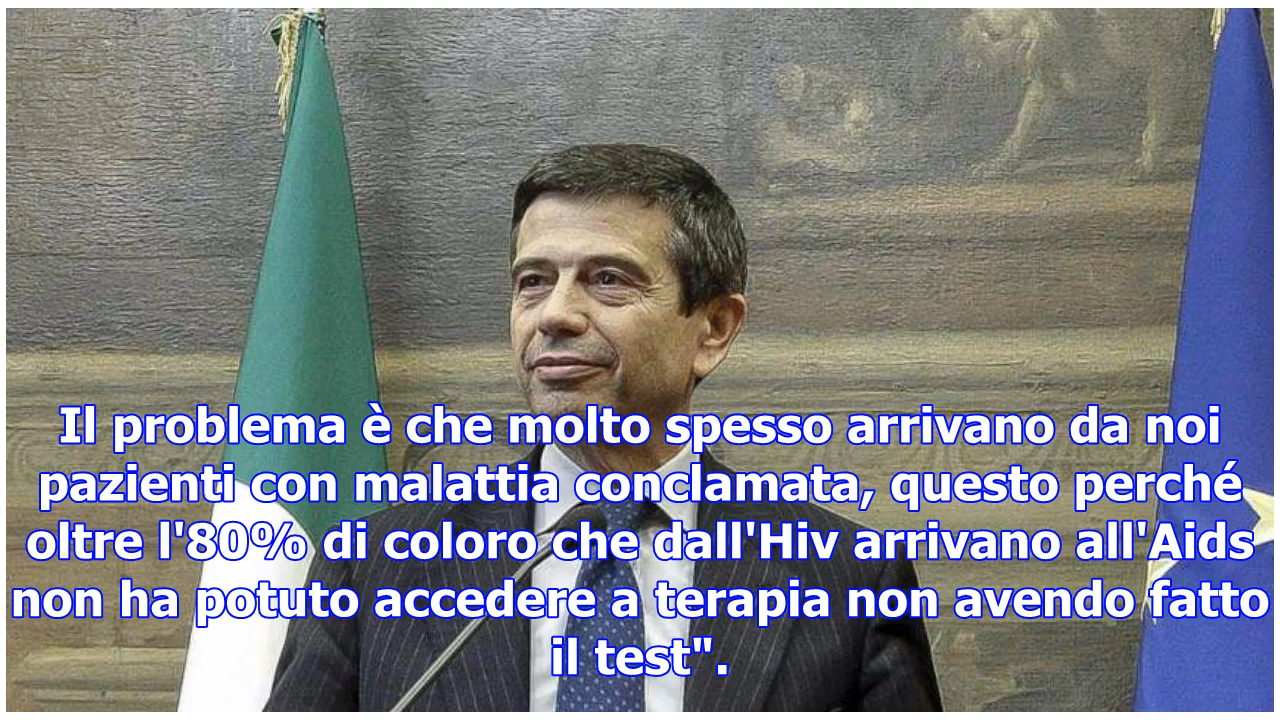 Il problema è che molto spesso arrivano da noi
pazienti con malattia conclamata, questo perché
oltre l'80% di coloro che dall'Hiv arrivano all'Aids
non ha potuto accedere a terapia non avendo fatto
il test".